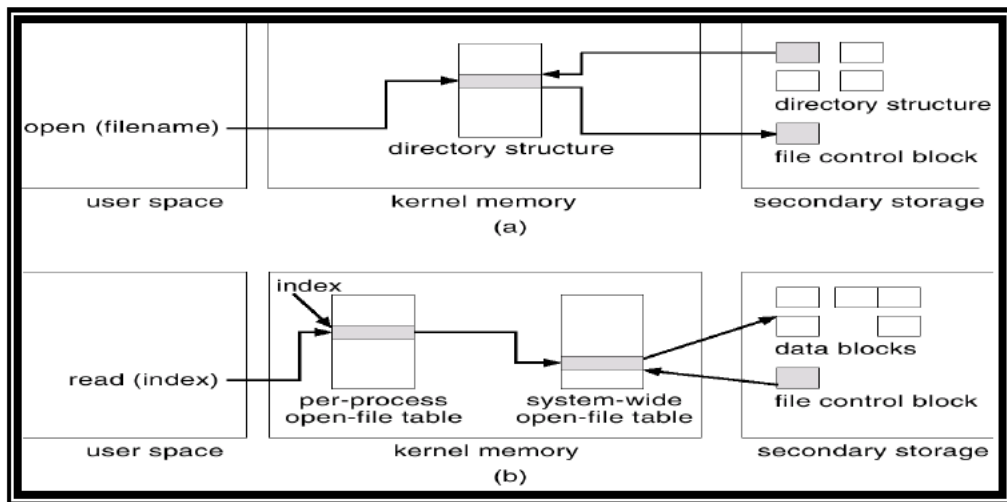 open (filename)
directory structure
directory structure
file control block
user space
kernel memory
secondary storage
(a)
index
read (index)
per-process
open-file table
system-wide
open-file table
data blocks
file control block
user space
kernel memory
secondary storage
(b)